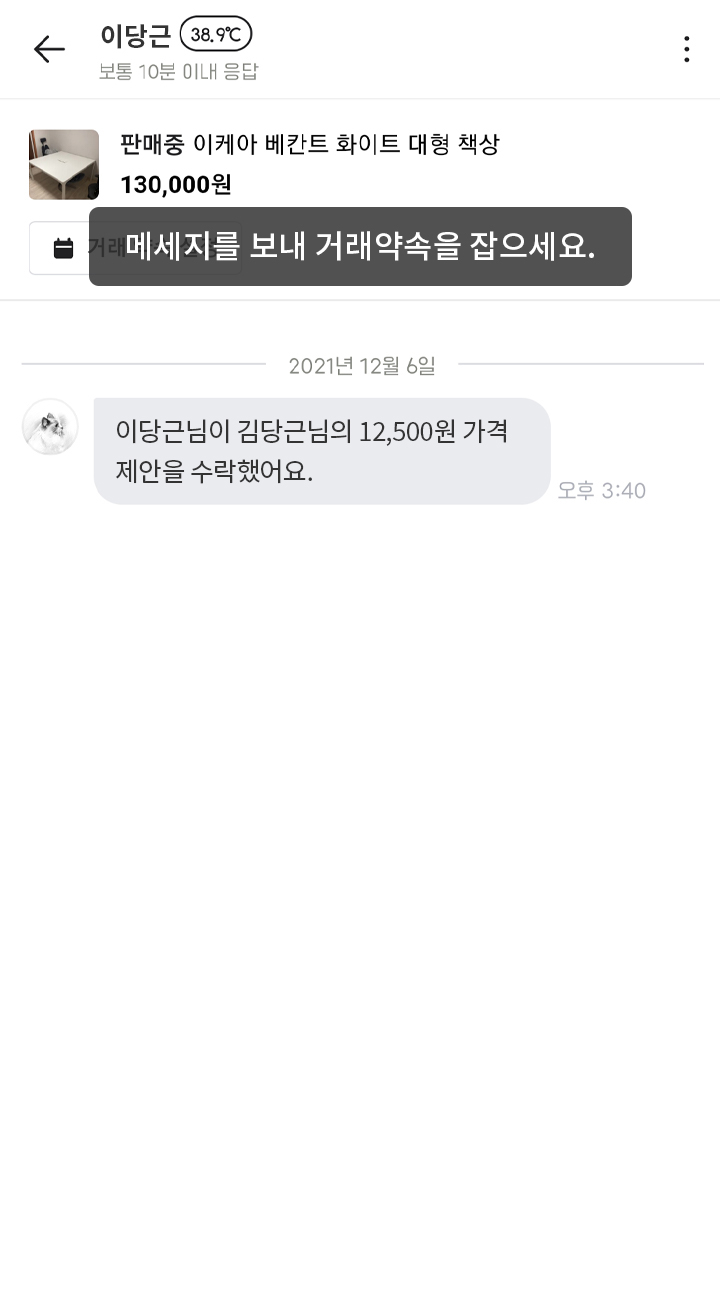 이당근 38.9℃
보통 10분 이내 응답
판매중 이케아 베칸트 화이트 대형 책상
130,000원
메세지를 보내 거래약속을 잡으세요.
2021년 12월 6일
이당근님이 김당근님의 12,500원 가격
제안을 수락했어요.
오후 3:40